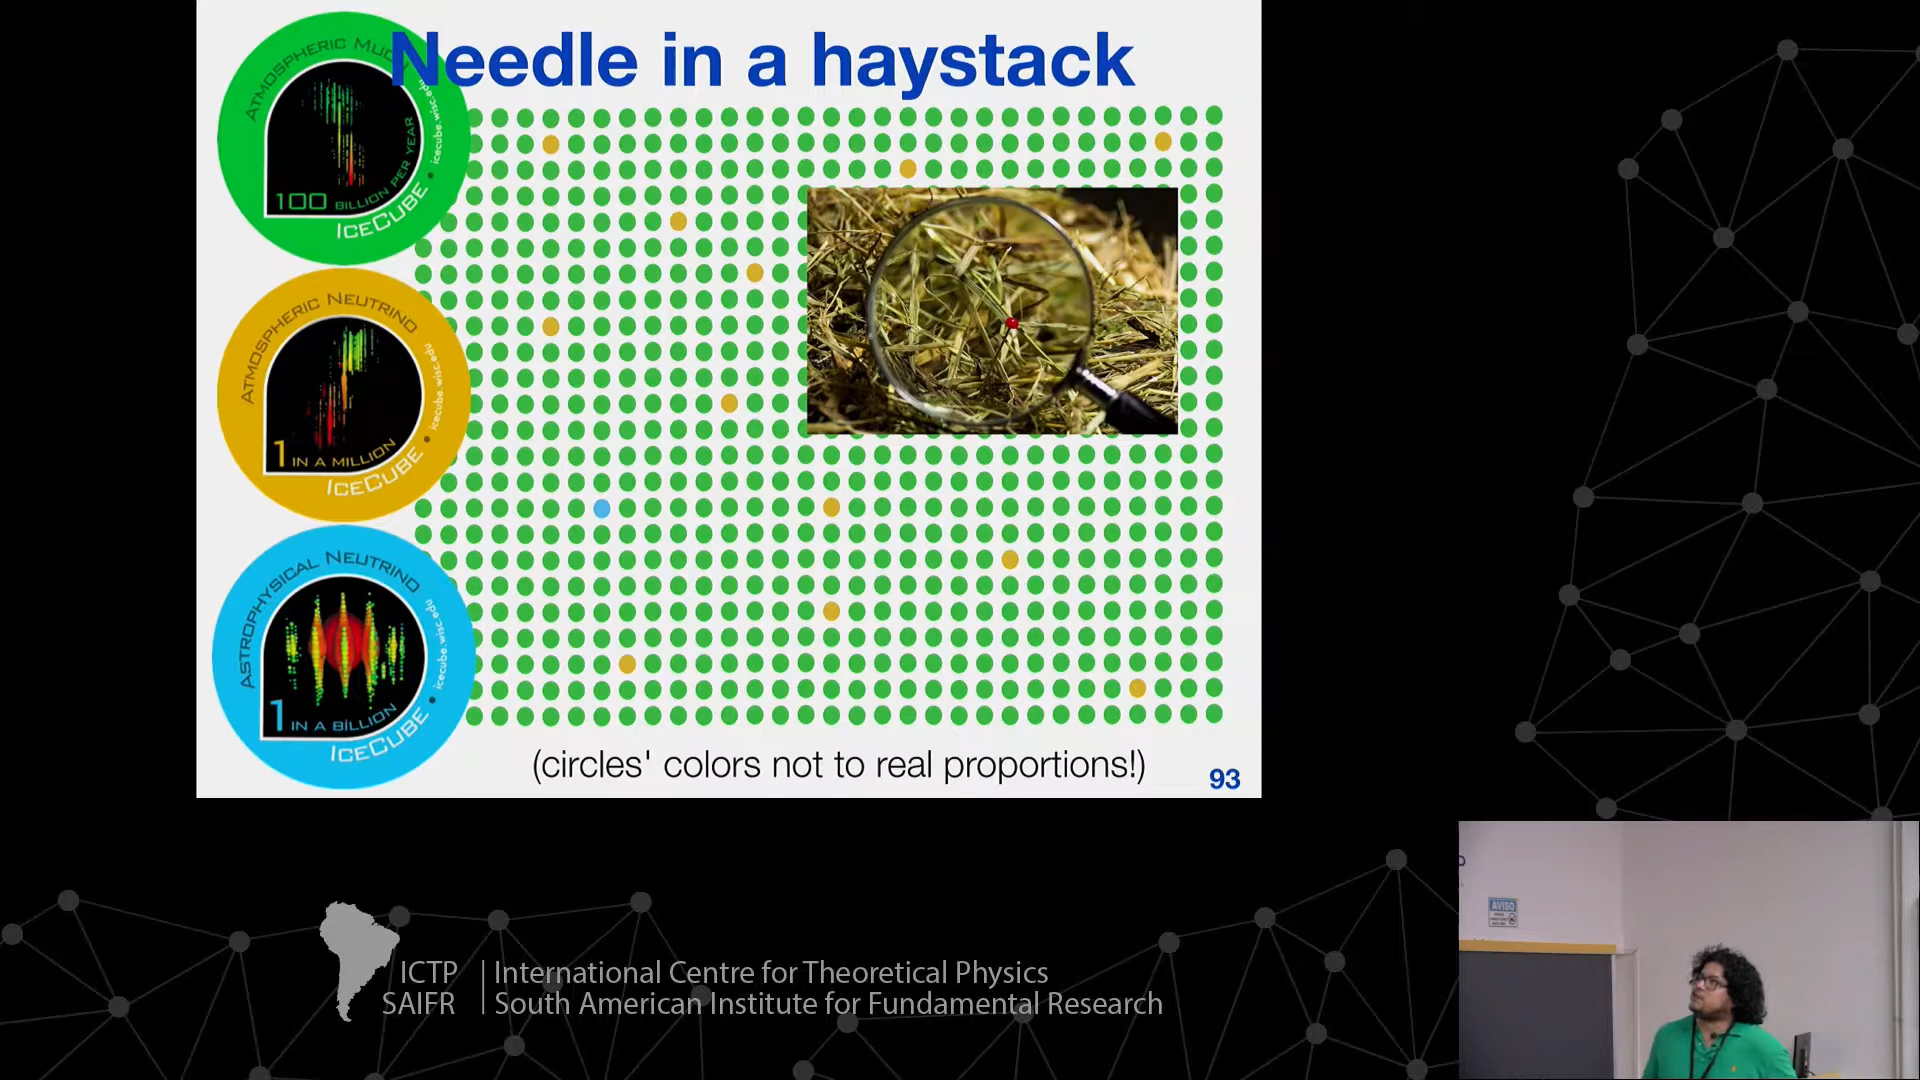 Needle in a haystack
ATMOSPHERIC MUON
100 BILLION PER YEAR
ICECUBE • icecube.wisc.edu
ATMOSPHERIC NEUTRINO
1 IN A MILLION
ICECUBE • icecube.wisc.edu
ASTROPHYSICAL NEUTRINO
1 IN A BILLION
ICECUBE • icecube.wisc.edu
(circles' colors not to real proportions!)
93
AVISO
ICTP | International Centre for Theoretical Physics
SAIFR | South American Institute for Fundamental Research